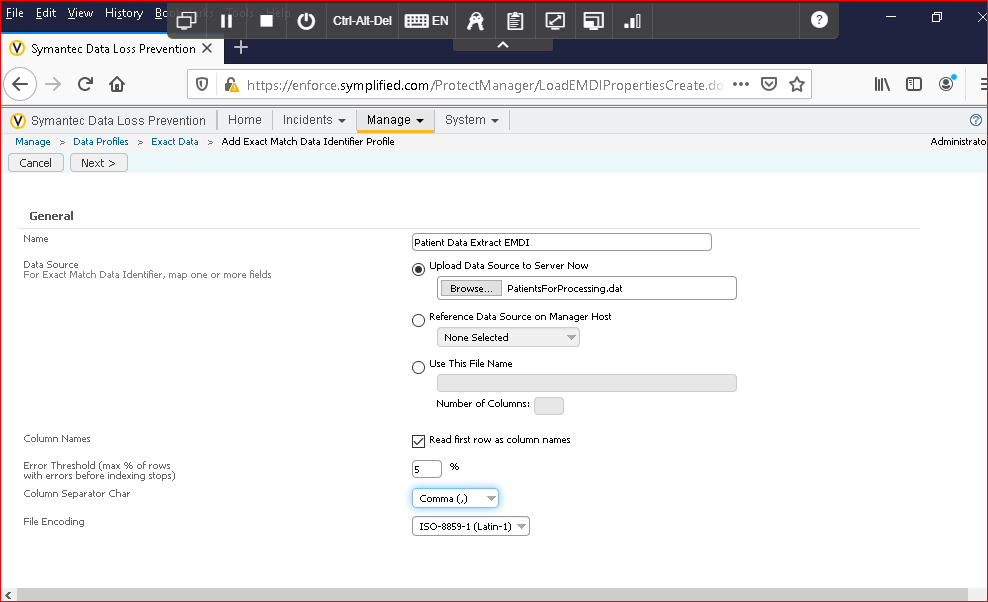 File Edit View History Help
Ctrl-Alt-Del EN ?
Symantec Data Loss Prevention
https://enforce.symplified.com/ProtectManager/LoadEMDIPropertiesCreate.do
Symantec Data Loss Prevention Home Incidents Manage System
Manage > Data Profiles > Exact Data > Add Exact Match Data Identifier Profile Administrato
Cancel Next >
General
Name Patient Data Extract EMDI
Data Source Upload Data Source to Server Now
For Exact Match Data Identifier, map one or more fields
Browse... PatientsForProcessing.dat
Reference Data Source on Manager Host
None Selected
Use This File Name
Number of Columns:
Column Names Read first row as column names
Error Threshold (max % of rows
with errors before indexing stops) 5 %
Column Separator Char Comma (,)
File Encoding ISO-8859-1 (Latin-1)